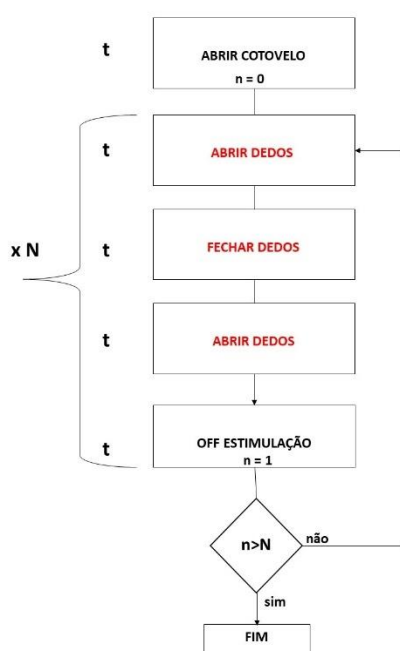 t
ABRIR COTOVELO
n = 0
t
ABRIR DEDOS
x N
t
FECHAR DEDOS
t
ABRIR DEDOS
t
OFF ESTIMULAÇÃO
n = 1
n>N
não
sim
FIM